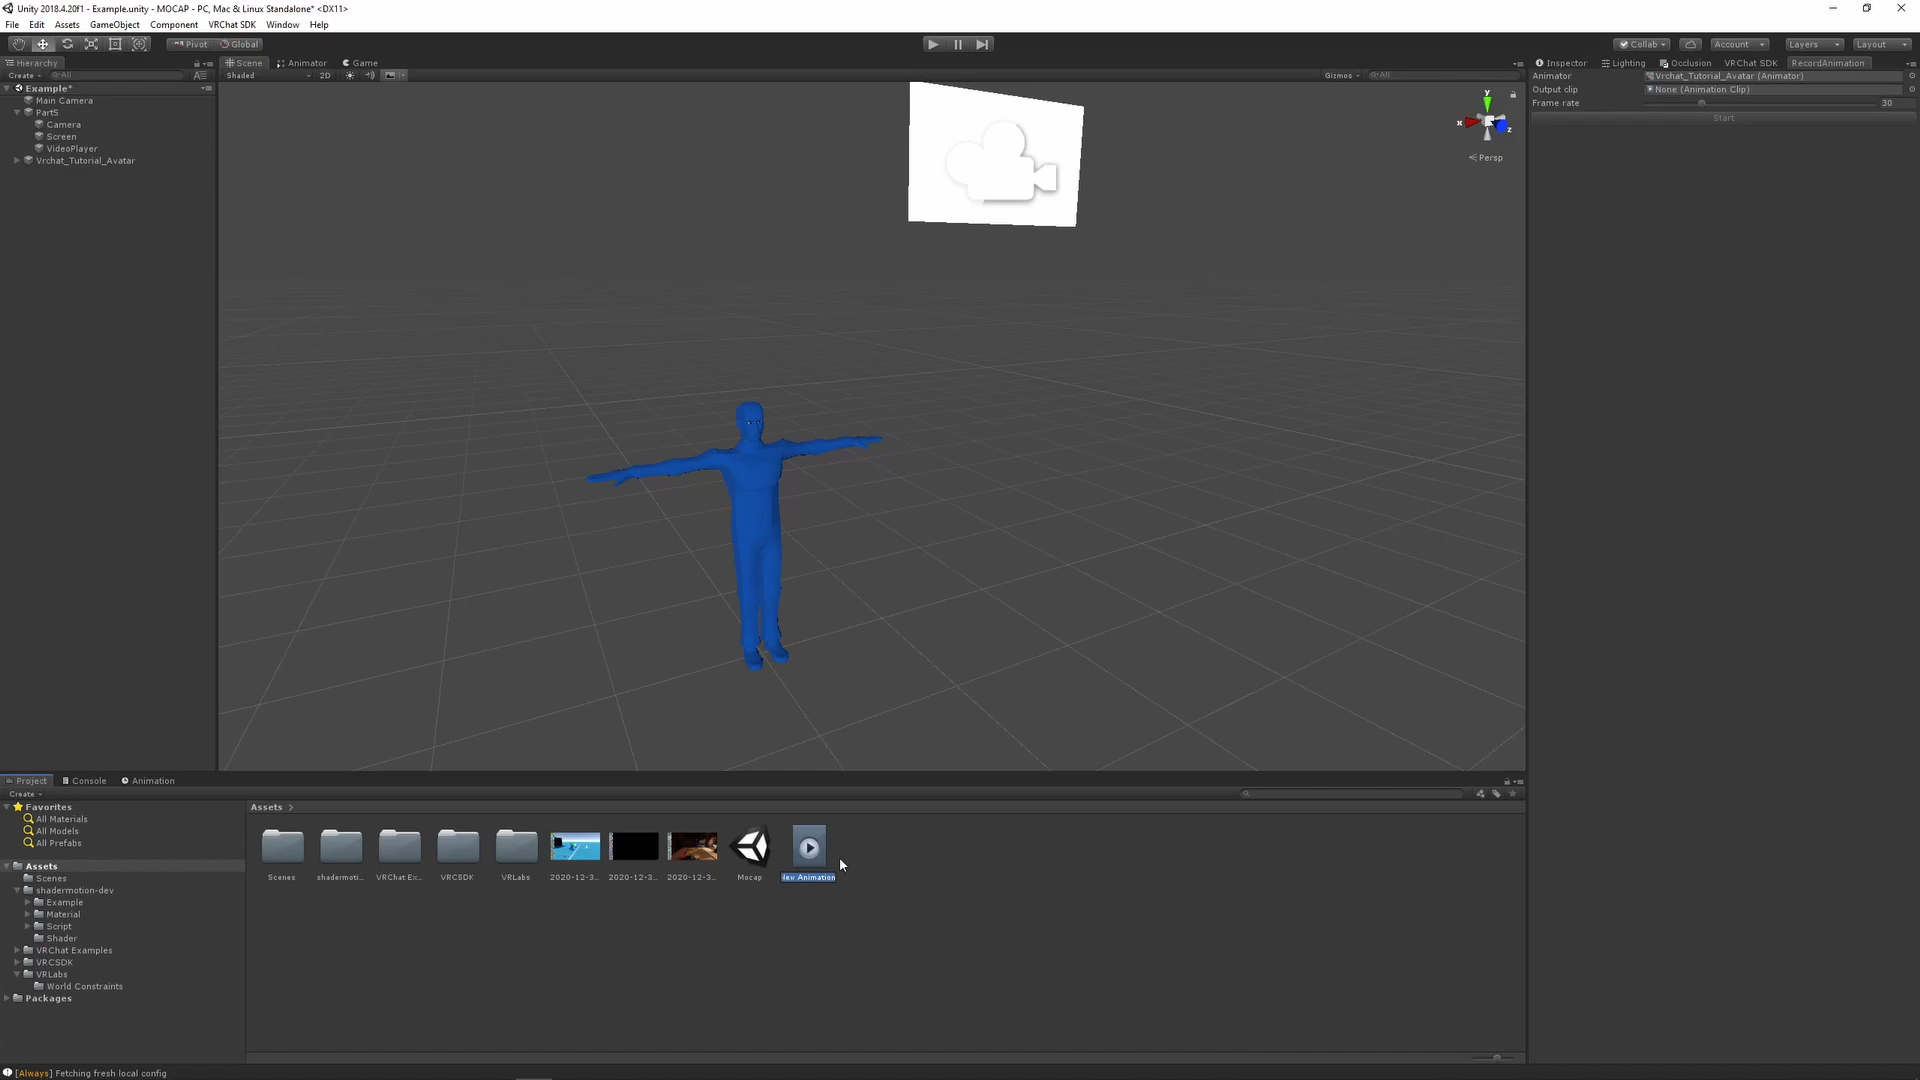 Unity 2018.4.20f1 - Example.unity - MOCAP - PC, Mac & Linux Standalone* <DX11>
File Edit Assets GameObject Component VRChat SDK Window Help
Pivot Global Collab Account Layers Layout
Hierarchy Scene Animator Game Inspector Lighting Occlusion VRChat SDK RecordAnimation
Create All Shaded 2D Gizmos All
Animator Vrchat_Tutorial_Avatar (Animator)
Output clip None (Animation Clip)
Frame rate 30
Start
Example*
Main Camera
Part5
Camera
Screen
VideoPlayer
Vrchat_Tutorial_Avatar
y
x
z
Persp
Project Console Animation
Create
Favorites
All Materials
All Models
All Prefabs
Assets
Scenes
shadermotion-dev
Example
Material
Script
Shader
VRChat Examples
VRCSDK
VRLabs
World Constraints
Packages
Assets
Scenes shadermoti... VRChat Ex... VRCSDK VRLabs 2020-12-3... 2020-12-3... 2020-12-3... Mocap New Animation
[Always] Fetching fresh local config